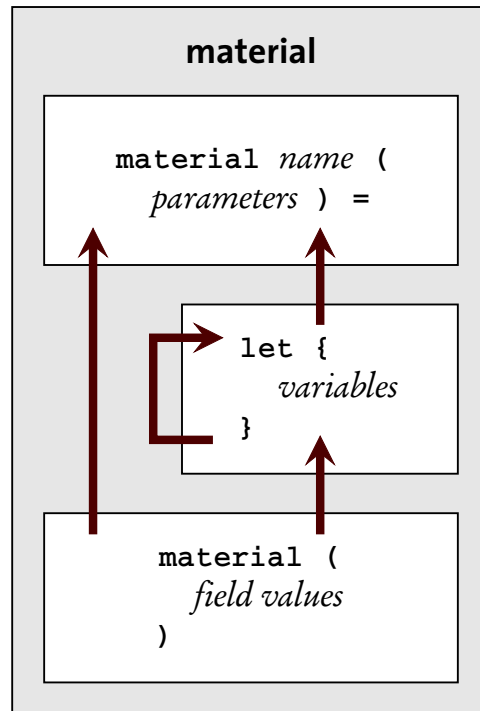 material
material name (
parameters ) =
let {
variables
}
material (
field values
)